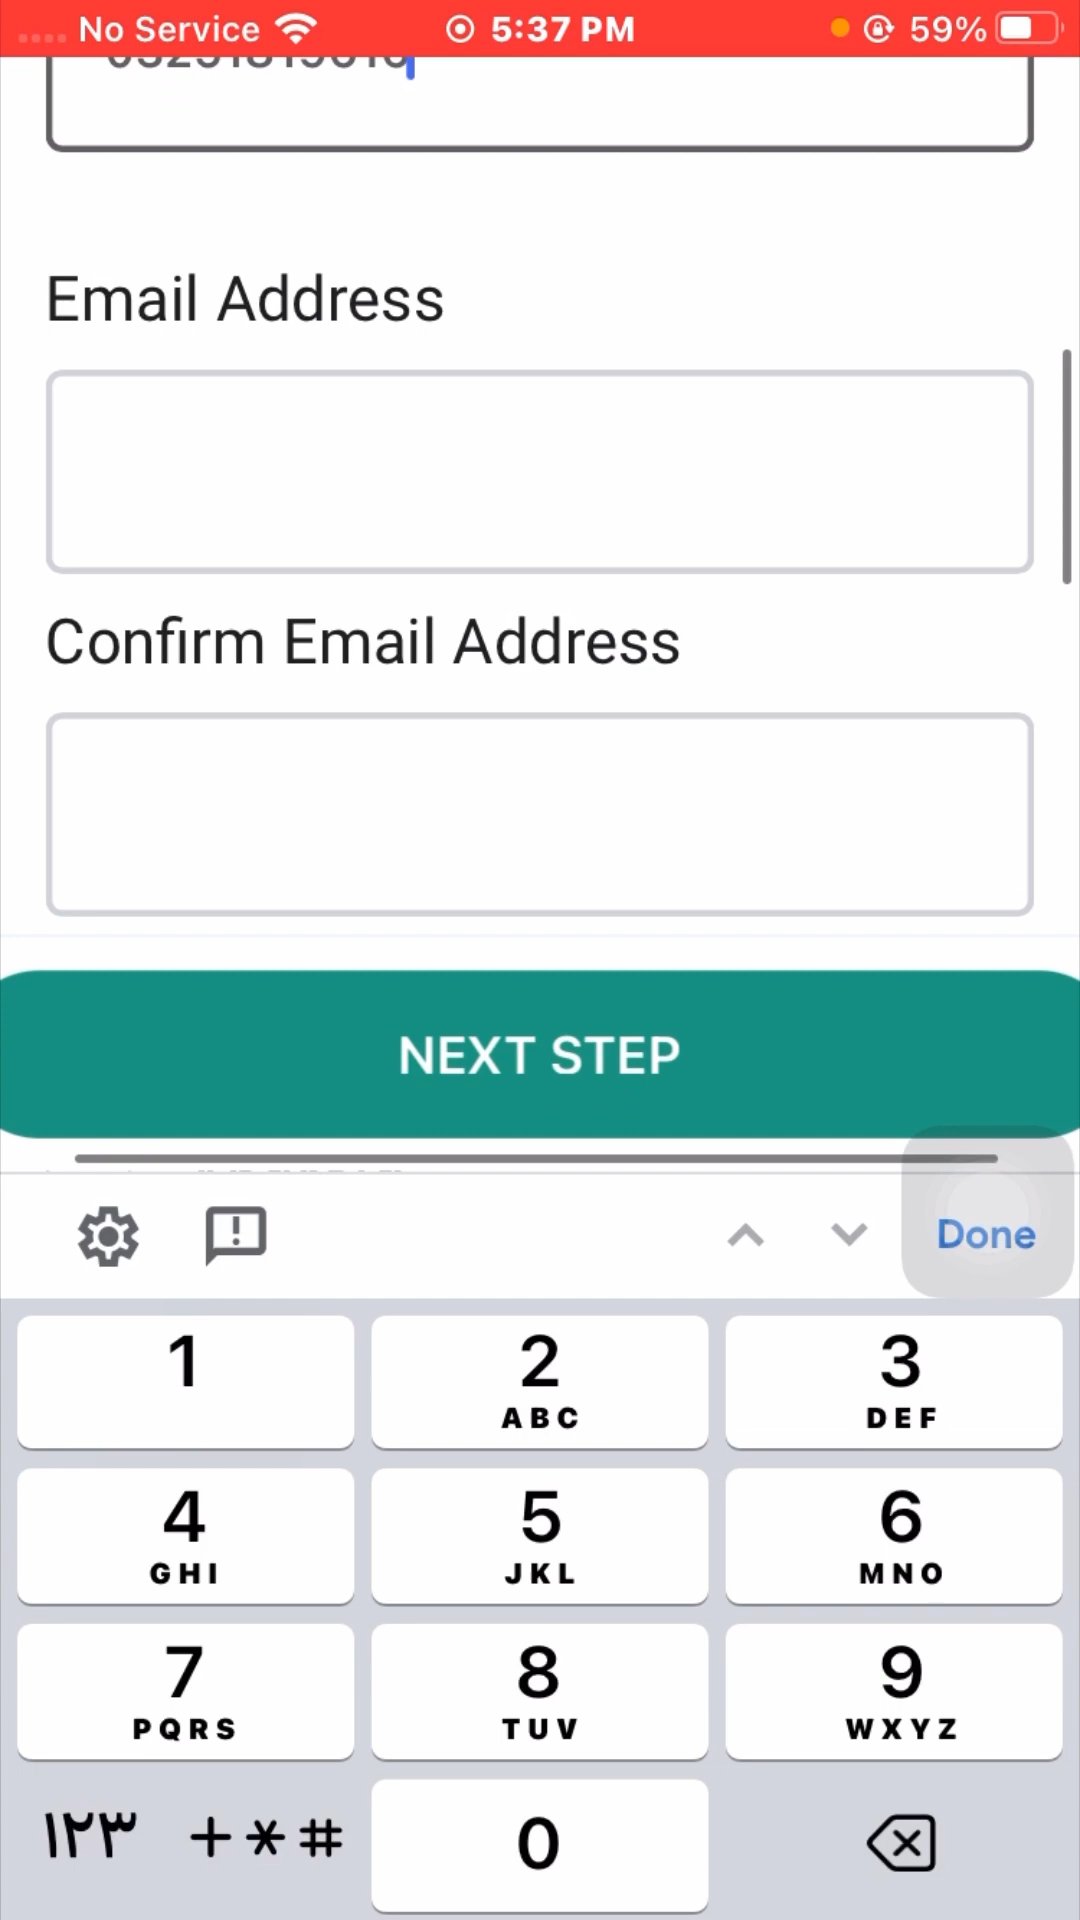 No Service 5:37 PM 59%
Email Address
Confirm Email Address
NEXT STEP
Done
1 2 3
ABC DEF
4 5 6
GHI JKL MNO
7 8 9
PQRS TUV WXYZ
١٢٣ +*# 0